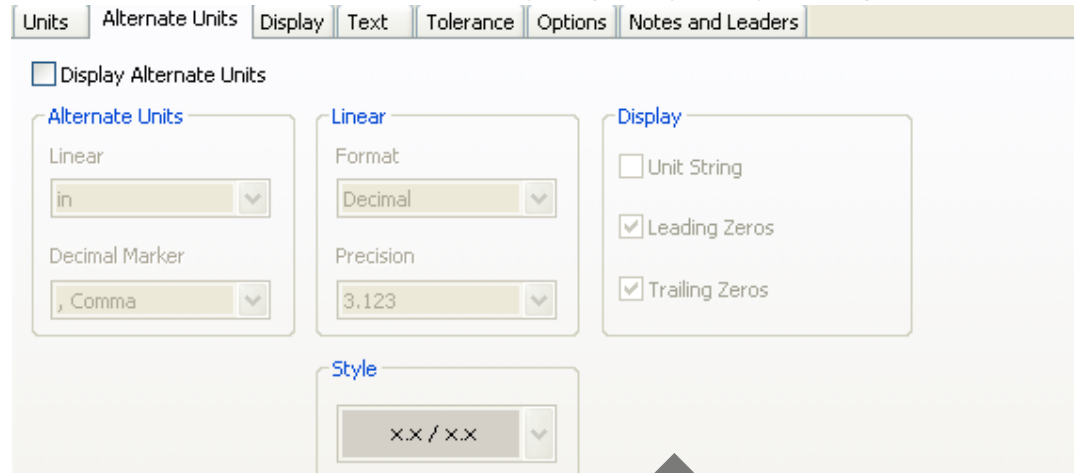 Units Alternate Units Display Text Tolerance Options Notes and Leaders
Display Alternate Units
Alternate Units
Linear
in
Decimal Marker
, Comma
Linear
Format
Decimal
Precision
3.123
Display
Unit String
Leading Zeros
Trailing Zeros
Style
x.x / x.x